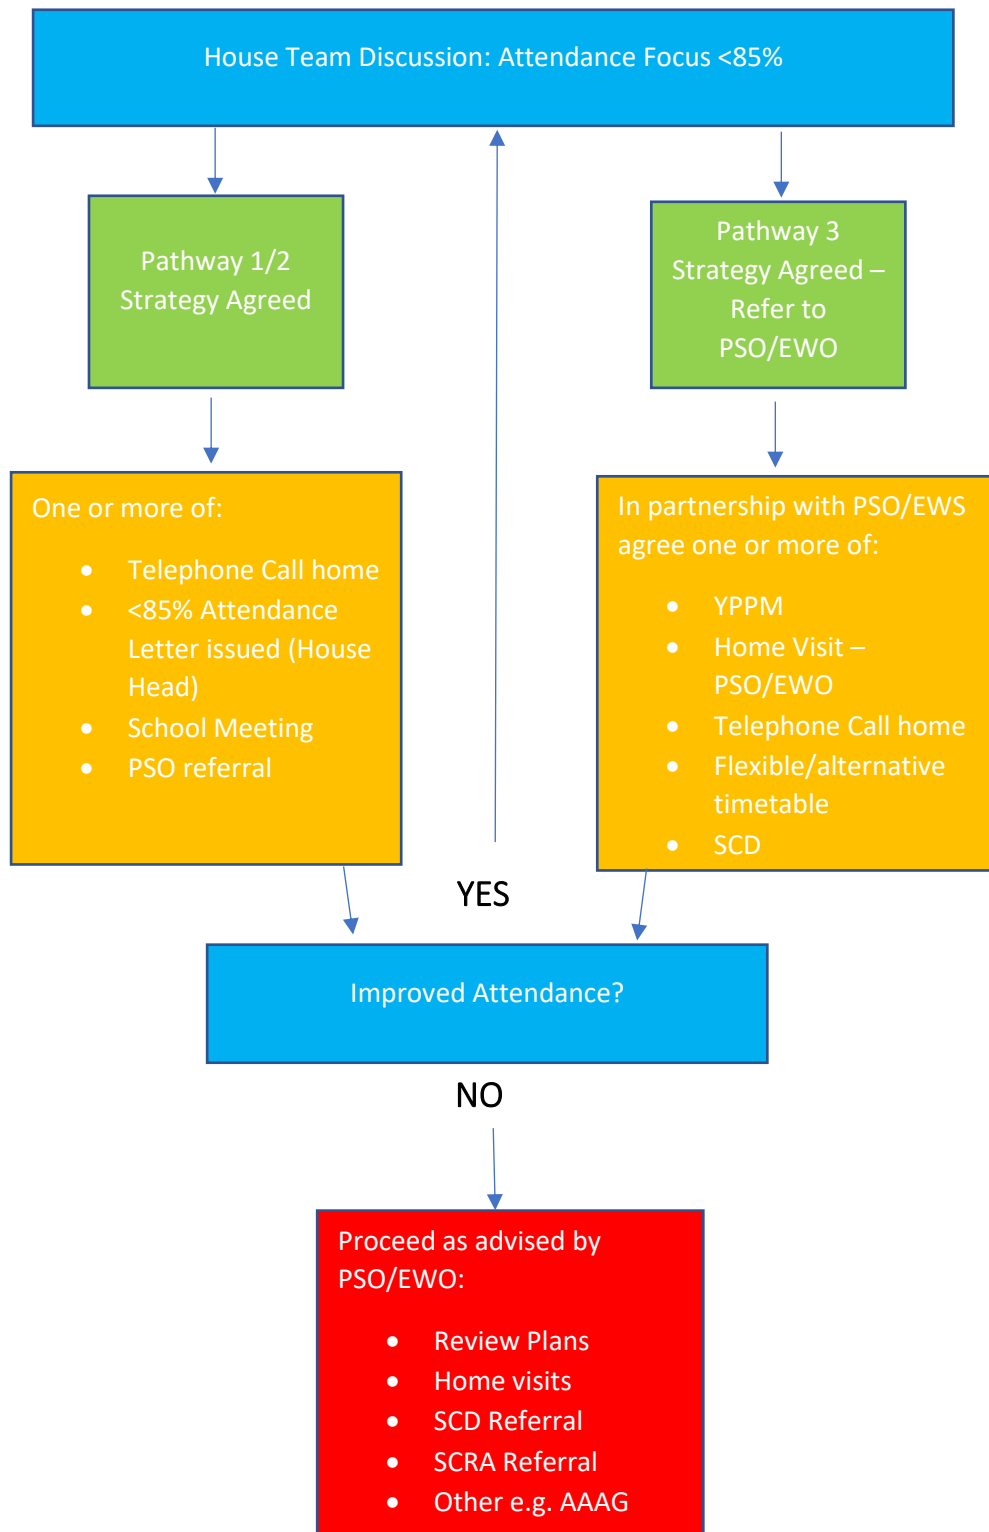 House Team Discussion: Attendance Focus <85%
Pathway 1/2
Strategy Agreed
Pathway 3
Strategy Agreed –
Refer to
PSO/EWO
One or more of:
• Telephone Call home
• <85% Attendance
Letter issued (House
Head)
• School Meeting
• PSO referral
In partnership with PSO/EWS
agree one or more of:
• YPPM
• Home Visit –
PSO/EWO
• Telephone Call home
• Flexible/alternative
timetable
• SCD
YES
Improved Attendance?
NO
Proceed as advised by
PSO/EWO:
• Review Plans
• Home visits
• SCD Referral
• SCRA Referral
• Other e.g. AAAG